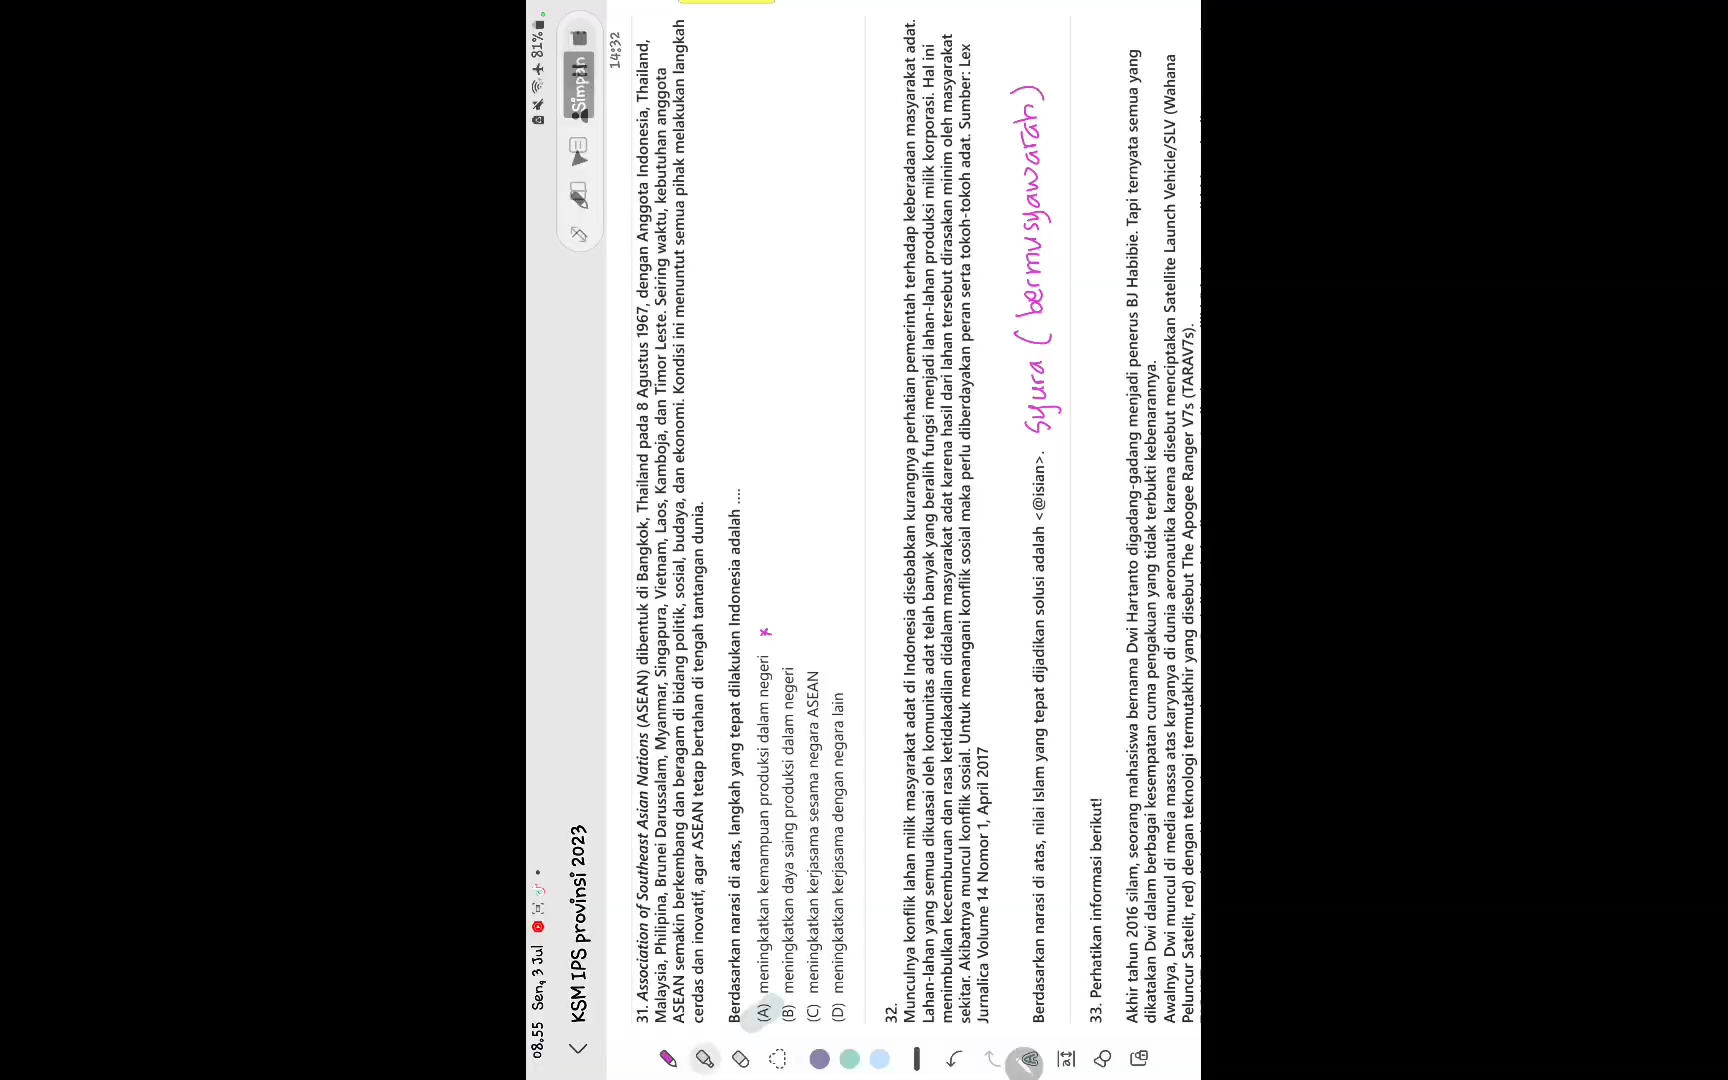 08.55 Sen, 3 Jul
81%
KSM IPS provinsi 2023
Simpan
14:32
31. Association of Southeast Asian Nations (ASEAN) dibentuk di Bangkok, Thailand pada 8 Agustus 1967, dengan Anggota Indonesia, Thailand,
Malaysia, Philipina, Brunei Darussalam, Myanmar, Singapura, Vietnam, Laos, Kamboja, dan Timor Leste. Seiring waktu, kebutuhan anggota
ASEAN semakin berkembang dan beragam di bidang politik, sosial, budaya, dan ekonomi. Kondisi ini menuntut semua pihak melakukan langkah
cerdas dan inovatif, agar ASEAN tetap bertahan di tengah tantangan dunia.
Berdasarkan narasi di atas, langkah yang tepat dilakukan Indonesia adalah ....
(A) meningkatkan kemampuan produksi dalam negeri *
(B) meningkatkan daya saing produksi dalam negeri
(C) meningkatkan kerjasama sesama negara ASEAN
(D) meningkatkan kerjasama dengan negara lain
32.
Munculnya konflik lahan milik masyarakat adat di Indonesia disebabkan kurangnya perhatian pemerintah terhadap keberadaan masyarakat adat.
Lahan-lahan yang semua dikuasai oleh komunitas adat telah banyak yang beralih fungsi menjadi lahan-lahan produksi milik korporasi. Hal ini
menimbulkan kecemburuan dan rasa ketidakadilan didalam masyarakat adat karena hasil dari lahan tersebut dirasakan minim oleh masyarakat
sekitar. Akibatnya muncul konflik sosial. Untuk menangani konflik sosial maka perlu diberdayakan peran serta tokoh-tokoh adat. Sumber: Lex
Jurnalica Volume 14 Nomor 1, April 2017
Berdasarkan narasi di atas, nilai Islam yang tepat dijadikan solusi adalah <@isian>. Syura (bermusyawarah)
33. Perhatikan informasi berikut!
Akhir tahun 2016 silam, seorang mahasiswa bernama Dwi Hartanto digadang-gadang menjadi penerus BJ Habibie. Tapi ternyata semua yang
dikatakan Dwi dalam berbagai kesempatan cuma pengakuan yang tidak terbukti kebenarannya.
Awalnya, Dwi muncul di media massa atas karyanya di dunia aeronautika karena disebut menciptakan Satellite Launch Vehicle/SLV (Wahana
Peluncur Satelit, red) dengan teknologi termutakhir yang disebut The Apogee Ranger V7s (TARAV7s).